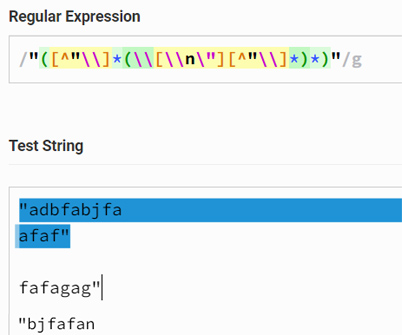 Regular Expression
/"([^"\\]*(\\[\\n\"][^"\\]*)*)"/g
Test String
"adbfabjfa
afaf"
fafagag"
"bjfafan